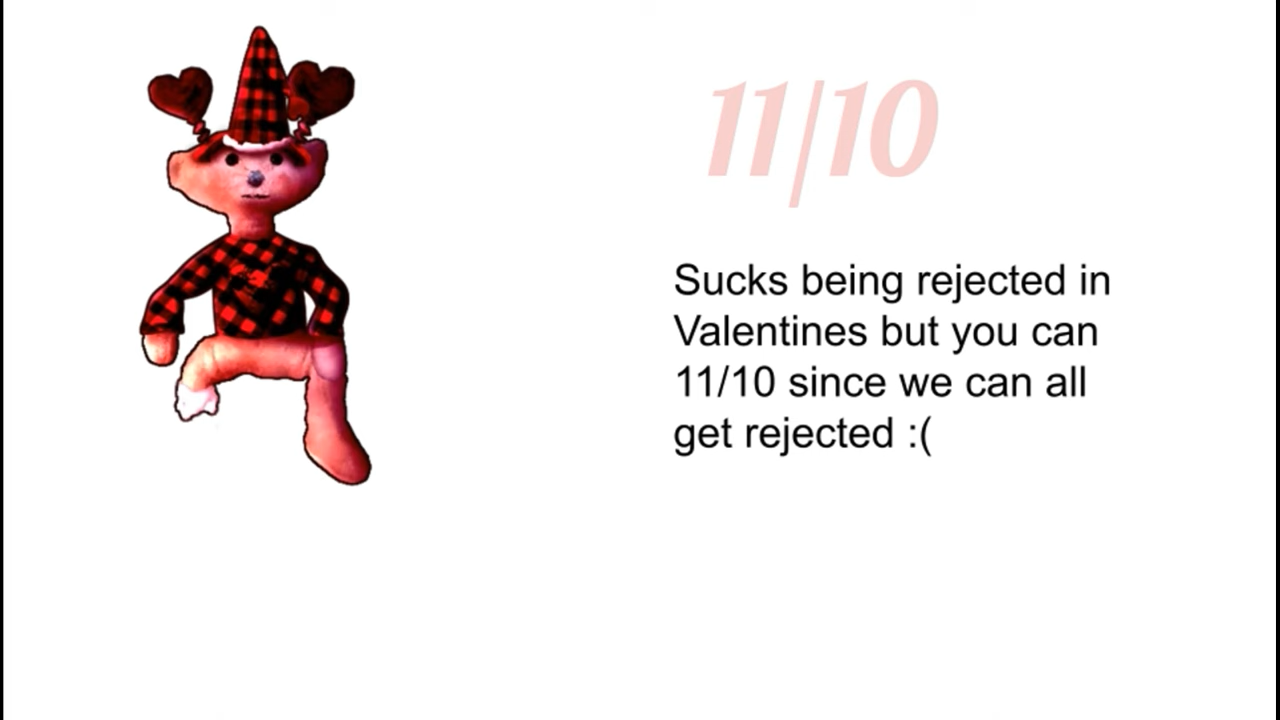 11/10
Sucks being rejected in
Valentines but you can
11/10 since we can all
get rejected :(